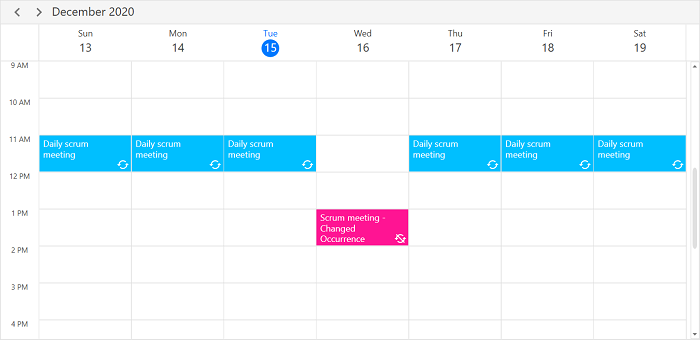 December 2020
Sun Mon Tue Wed Thu Fri Sat
13 14 15 16 17 18 19
9 AM
10 AM
11 AM
Daily scrum meeting
Daily scrum meeting
Daily scrum meeting
Daily scrum meeting
Daily scrum meeting
Daily scrum meeting
12 PM
1 PM
Scrum meeting -
Changed
Occurrence
2 PM
3 PM
4 PM